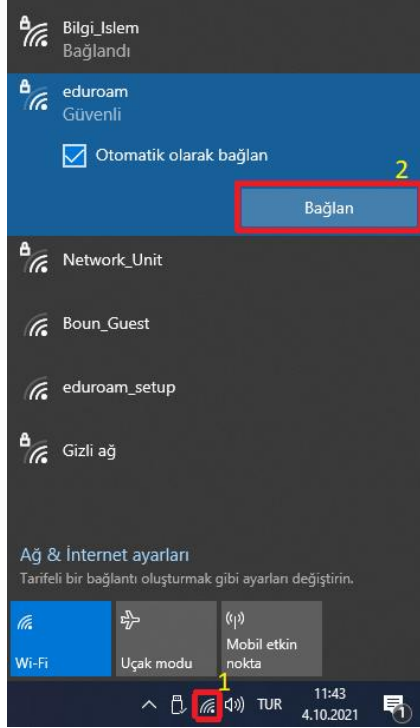 Bilgi_Islem
Bağlandı
eduroam
Güvenli
Otomatik olarak bağlan
2
Bağlan
Network_Unit
Boun_Guest
eduroam_setup
Gizli ağ
Ağ & İnternet ayarları
Tarifeli bir bağlantı oluşturmak gibi ayarları değiştirin.
Wi-Fi
Uçak modu
Mobil etkin
nokta
1
TUR
11:43
4.10.2021
1